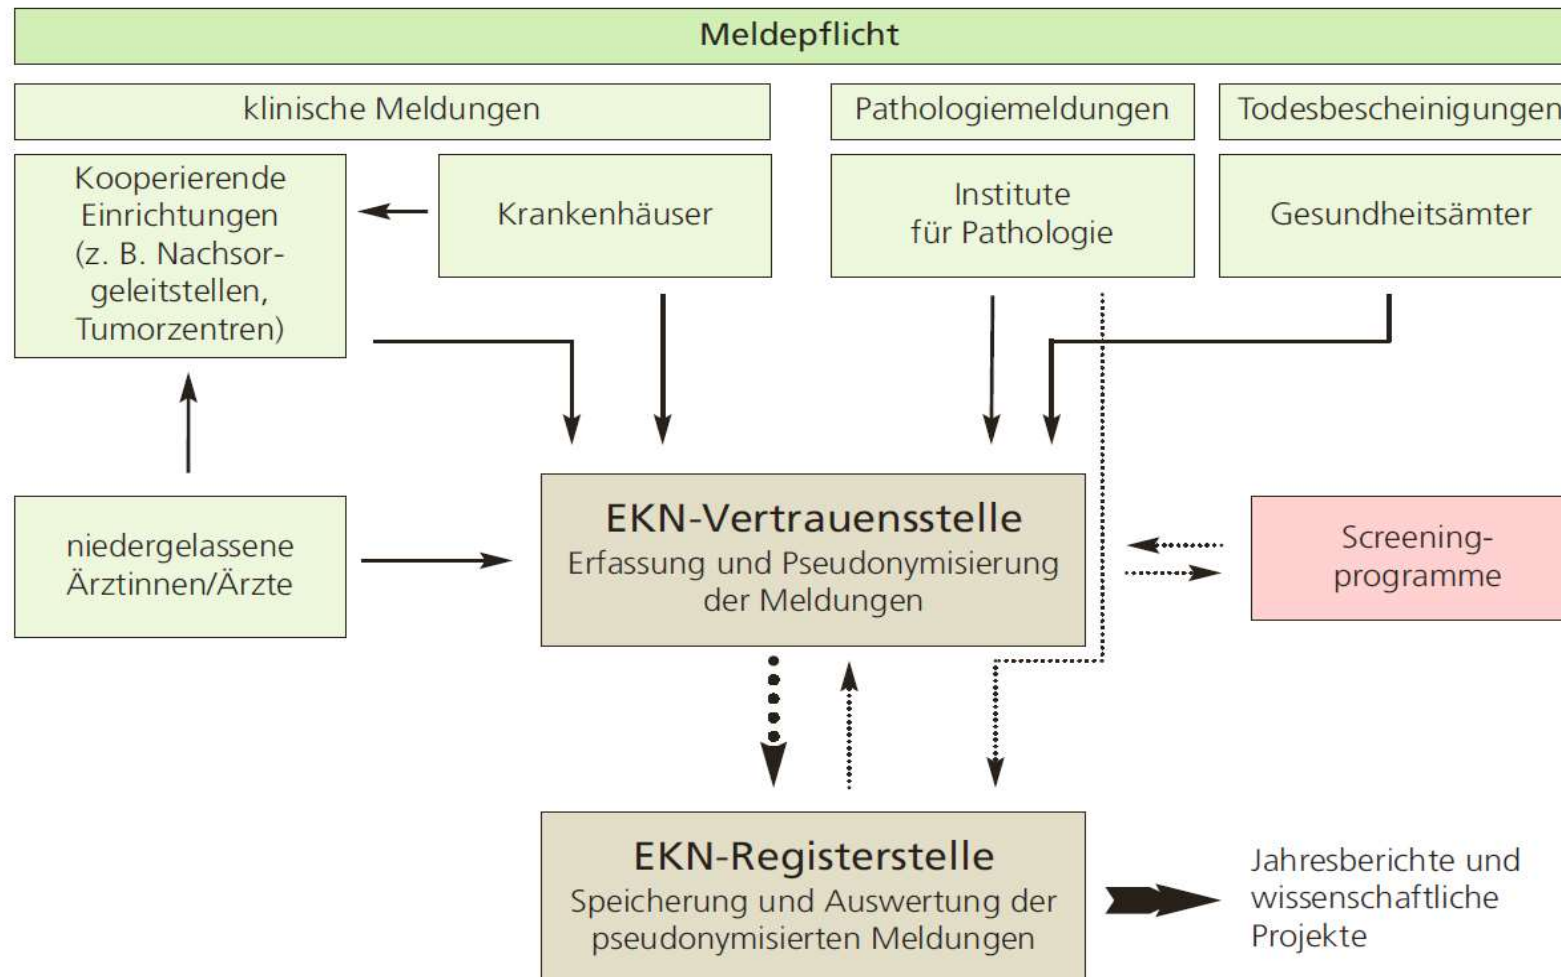 Meldepflicht
klinische Meldungen
Pathologiemeldungen
Todesbescheinigungen
Kooperierende
Einrichtungen
(z. B. Nachsor-
geleitstellen,
Tumorzentren)
Krankenhäuser
Institute
für Pathologie
Gesundheitsämter
niedergelassene
Ärztinnen/Ärzte
EKN-Vertrauensstelle
Erfassung und Pseudonymisierung
der Meldungen
Screening-
programme
EKN-Registerstelle
Speicherung und Auswertung der
pseudonymisierten Meldungen
Jahresberichte und
wissenschaftliche
Projekte